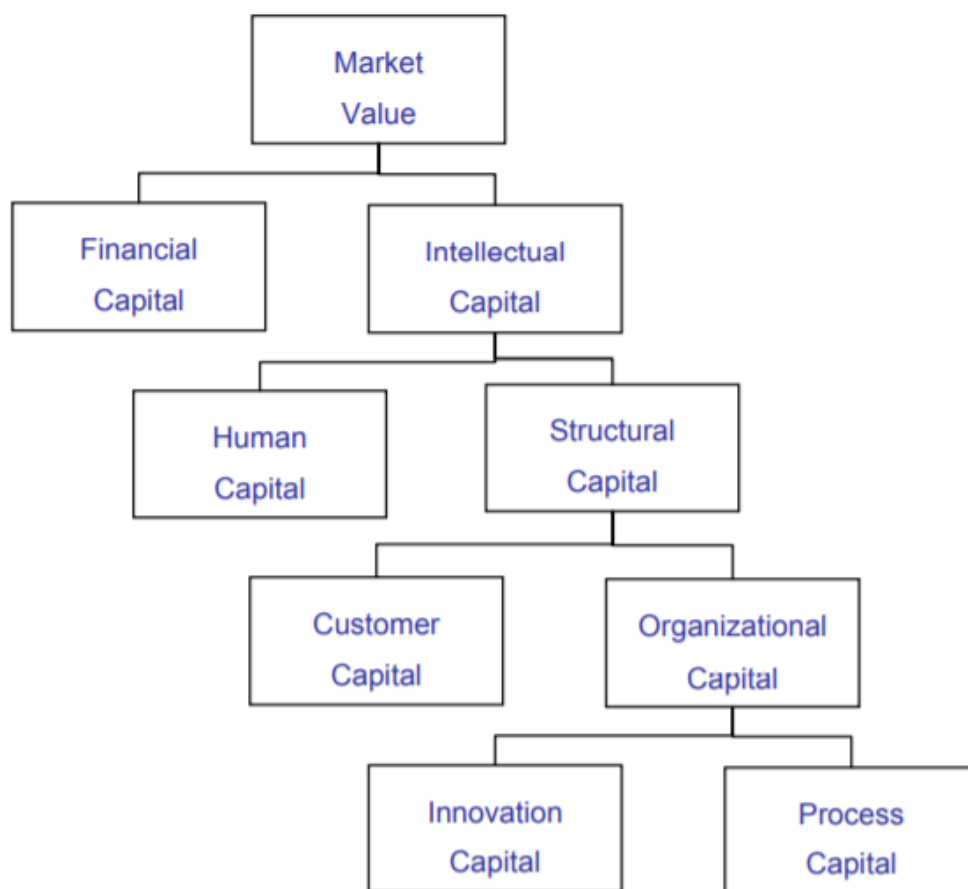 Market
Value
Financial
Capital
Intellectual
Capital
Human
Capital
Structural
Capital
Customer
Capital
Organizational
Capital
Innovation
Capital
Process
Capital